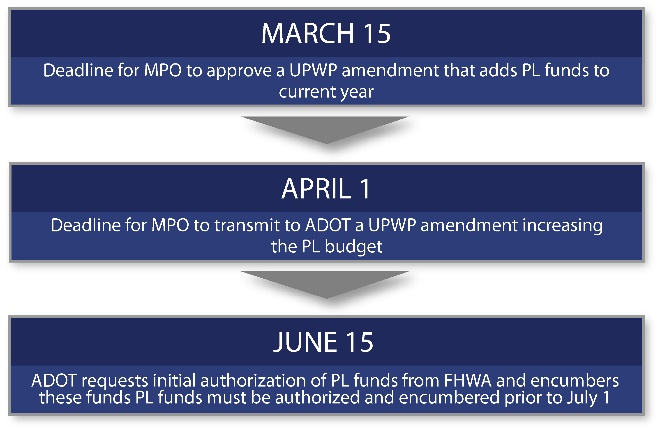 MARCH 15
Deadline for MPO to approve a UPWP amendment that adds PL funds to
current year
APRIL 1
Deadline for MPO to transmit to ADOT a UPWP amendment increasing
the PL budget
JUNE 15
ADOT requests initial authorization of PL funds from FHWA and encumbers
these funds PL funds must be authorized and encumbered prior to July 1